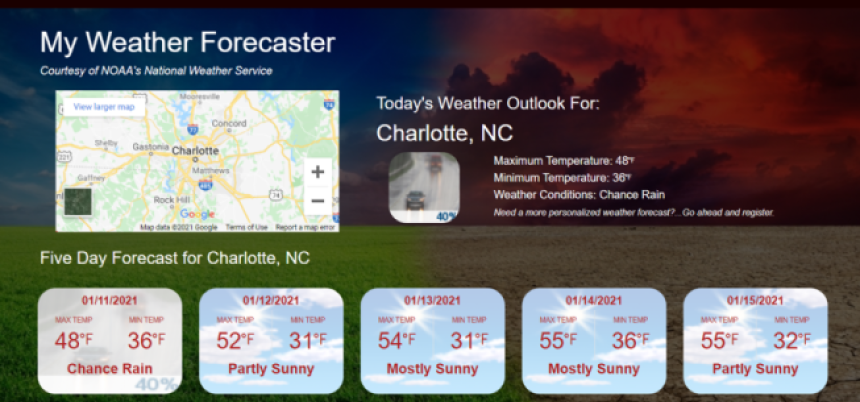 My Weather Forecaster
Courtesy of NOAA's National Weather Service
View larger map
Mooresville
74
77
Concord
Shelby
Gastonia
Charlotte
221
Matthews
Gaffney
485
74
Rock Hill
+
−
Google
Map data ©2021 Google Terms of Use Report a map error
Today's Weather Outlook For:
Charlotte, NC
40%
Maximum Temperature: 48°F
Minimum Temperature: 36°F
Weather Conditions: Chance Rain
Need a more personalized weather forecast?...Go ahead and register.
Five Day Forecast for Charlotte, NC
01/11/2021
MAX TEMP MIN TEMP
48°F 36°F
Chance Rain
40%
01/12/2021
MAX TEMP MIN TEMP
52°F 31°F
Partly Sunny
01/13/2021
MAX TEMP MIN TEMP
54°F 31°F
Mostly Sunny
01/14/2021
MAX TEMP MIN TEMP
55°F 36°F
Mostly Sunny
01/15/2021
MAX TEMP MIN TEMP
55°F 32°F
Partly Sunny